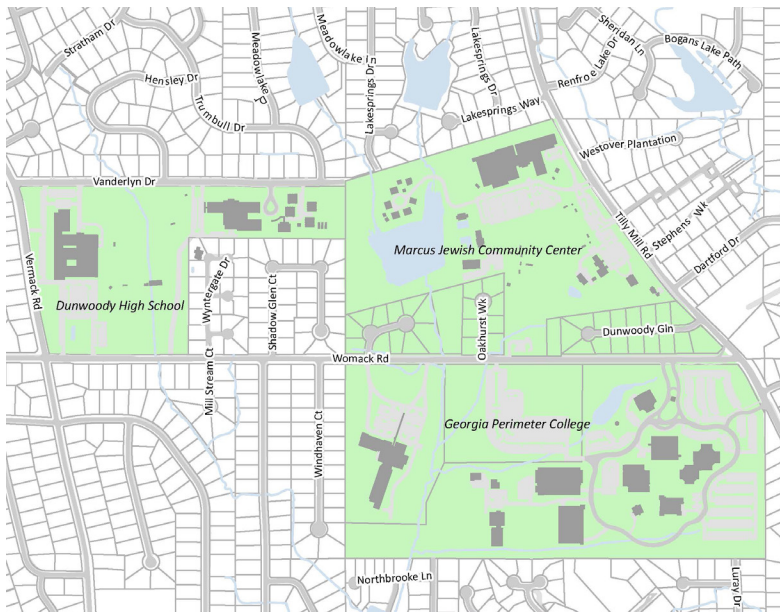 Stratham Dr
Meadowlake Pl
Meadowlake Ln
Lakesprings Dr
Lakesprings Dr
Sheridan Ln
Bogans Lake Path
Hensley Dr
Renfroe Lake Dr
Trumbull Dr
Lakesprings Way
Westover Plantation
Vanderlyn Dr
Stephens Wk
Tilly Mill Rd
Dartford Dr
Marcus Jewish Community Center
Vermack Rd
Dunwoody High School
Wyntergate Dr
Shadow Glen Ct
Oakhurst Wk
Dunwoody Gln
Womack Rd
Mill Stream Ct
Georgia Perimeter College
Windhaven Ct
Northbrooke Ln
Luray Dr